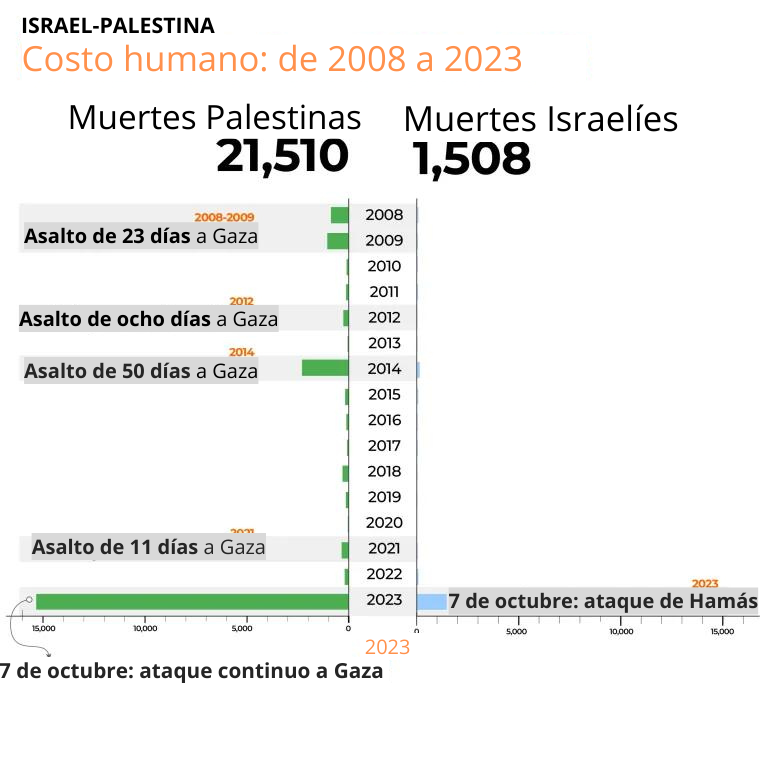 ISRAEL-PALESTINA
Costo humano: de 2008 a 2023
Muertes Palestinas
21,510
Muertes Israelíes
1,508
2008
2008-2009
Asalto de 23 días a Gaza
2009
2010
2011
2012
Asalto de ocho días a Gaza
2012
2013
2014
Asalto de 50 días a Gaza
2014
2015
2016
2017
2018
2019
2020
2021
Asalto de 11 días a Gaza
2021
2022
2023
2023
7 de octubre: ataque de Hamás
15,000 10,000 5,000 0
0 5,000 10,000 15,000
2023
7 de octubre: ataque continuo a Gaza